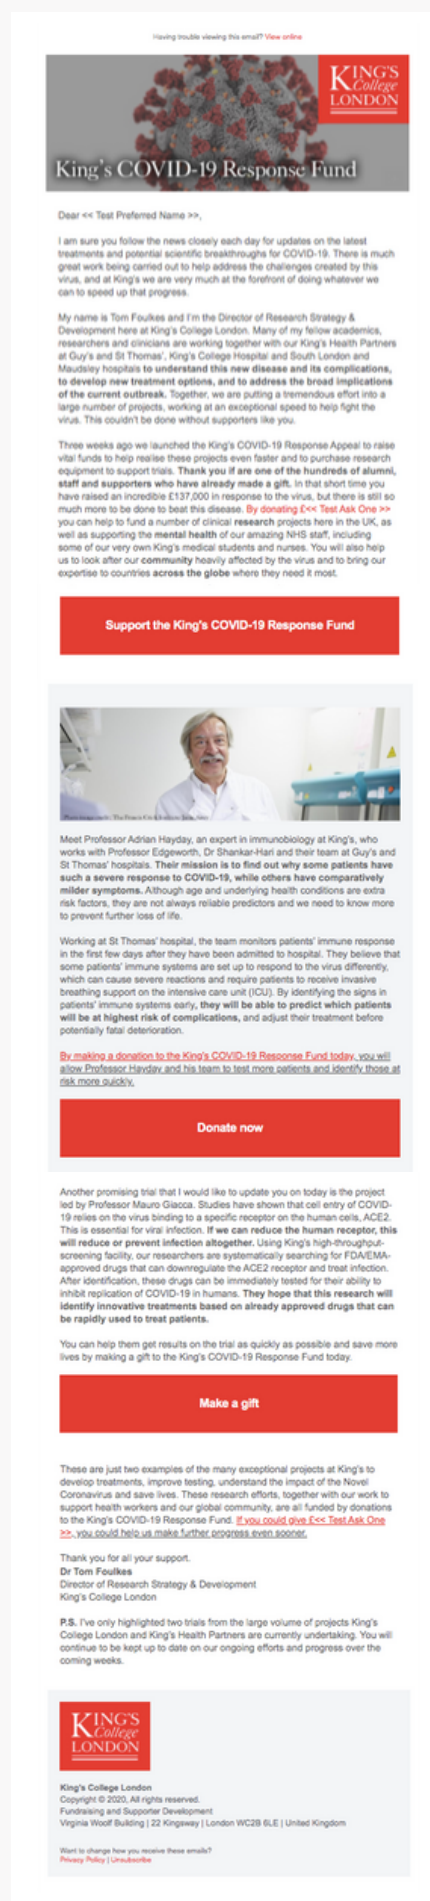 Having trouble viewing this email? View online
KING'S
College
LONDON
King's COVID-19 Response Fund
Dear << Test Preferred Name >>,
I am sure you follow the news closely each day for updates on the latest
treatments and potential scientific breakthroughs for COVID-19. There is much
great work being carried out to help address the challenges created by this
virus, and at King's we are very much at the forefront of doing whatever we
can to speed up that progress.
My name is Tom Foulkes and I'm the Director of Research Strategy &
Development here at King's College London. Many of my fellow academics,
researchers and clinicians are working together with our King's Health Partners
at Guy's and St Thomas', King's College Hospital and South London and
Maudsley hospitals to understand this new disease and its complications,
to develop new treatment options, and to address the broad implications
of the current outbreak. Together, we are putting a tremendous effort into a
large number of projects, working at an exceptional speed to help fight the
virus. This couldn't be done without supporters like you.
Three weeks ago we launched the King's COVID-19 Response Appeal to raise
vital funds to help realise these projects even faster and to purchase research
equipment to support trials. Thank you if are one of the hundreds of alumni,
staff and supporters who have already made a gift. In that short time you
have raised an incredible £137,000 in response to the virus, but there is still so
much more to be done to beat this disease. By donating £<< Test Ask One >>
you can help to fund a number of clinical research projects here in the UK, as
well as supporting the mental health of our amazing NHS staff, including
some of our very own King's medical students and nurses. You will also help
us to look after our community heavily affected by the virus and to bring our
expertise to countries across the globe where they need it most.
Support the King's COVID-19 Response Fund
Meet Professor Adrian Hayday, an expert in immunobiology at King's, who
works with Professor Edgeworth, Dr Shankar-Hari and their team at Guy's and
St Thomas' hospitals. Their mission is to find out why some patients have
such a severe response to COVID-19, while others have comparatively
milder symptoms. Although age and underlying health conditions are extra
risk factors, they are not always reliable predictors and we need to know more
to prevent further loss of life.
Working at St Thomas' hospital, the team monitors patients' immune response
in the first few days after they have been admitted to hospital. They believe that
some patients' immune systems are set up to respond to the virus differently,
which can cause severe reactions and require patients to receive invasive
breathing support on the intensive care unit (ICU). By identifying the signs in
patients' immune systems early, they will be able to predict which patients
will be at highest risk of complications, and adjust their treatment before
potentially fatal deterioration.
By making a donation to the King's COVID-19 Response Fund today, you will
allow Professor Hayday and his team to test more patients and identify those at
risk more quickly.
Donate now
Another promising trial that I would like to update you on today is the project
led by Professor Mauro Giacca. Studies have shown that cell entry of COVID-
19 relies on the virus binding to a specific receptor on the human cells, ACE2.
This is essential for viral infection. If we can reduce the human receptor, this
will reduce or prevent infection altogether. Using King's high-throughput-
screening facility, our researchers are systematically searching for FDA/EMA-
approved drugs that can downregulate the ACE2 receptor and treat infection.
After identification, these drugs can be immediately tested for their ability to
inhibit replication of COVID-19 in humans. They hope that this research will
identify innovative treatments based on already approved drugs that can
be rapidly used to treat patients.
You can help them get results on the trial as quickly as possible and save more
lives by making a gift to the King's COVID-19 Response Fund today.
Make a gift
These are just two examples of the many exceptional projects at King's to
develop treatments, improve testing, understand the impact of the Novel
Coronavirus and save lives. These research efforts, together with our work to
support health workers and our global community, are all funded by donations
to the King's COVID-19 Response Fund. If you could give £<< Test Ask One
>>, you could help us make further progress even sooner.
Thank you for all your support.
Dr Tom Foulkes
Director of Research Strategy & Development
King's College London
P.S. I've only highlighted two trials from the large volume of projects King's
College London and King's Health Partners are currently undertaking. You will
continue to be kept up to date on our ongoing efforts and progress over the
coming weeks.
KING'S
College
LONDON
King's College London
Copyright © 2020, All rights reserved.
Fundraising and Supporter Development
Virginia Woolf Building | 22 Kingsway | London WC2B 6LE | United Kingdom
Want to change how you receive these emails?
Privacy Policy | Unsubscribe